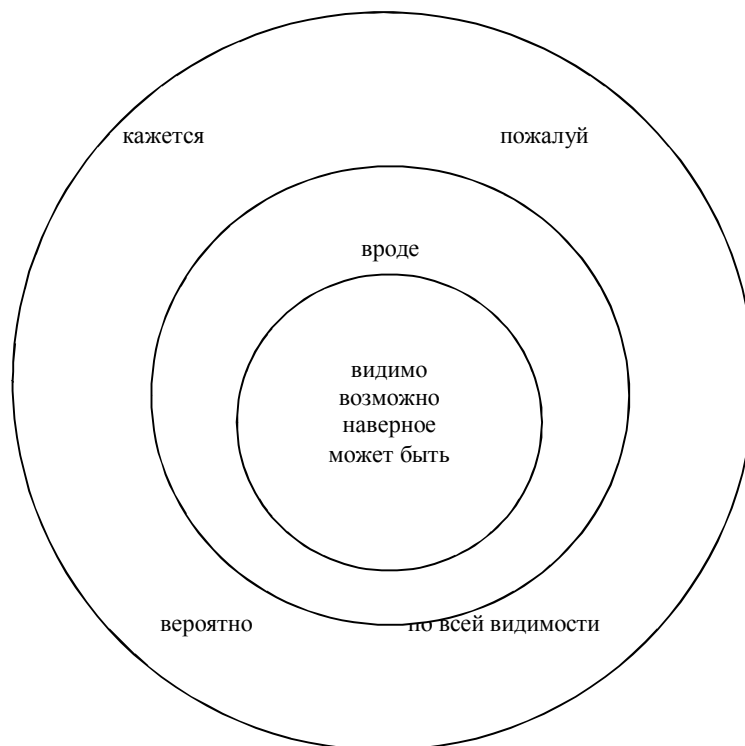 кажется пожалуй
вроде
видимо
возможно
наверное
может быть
вероятно по всей видимости